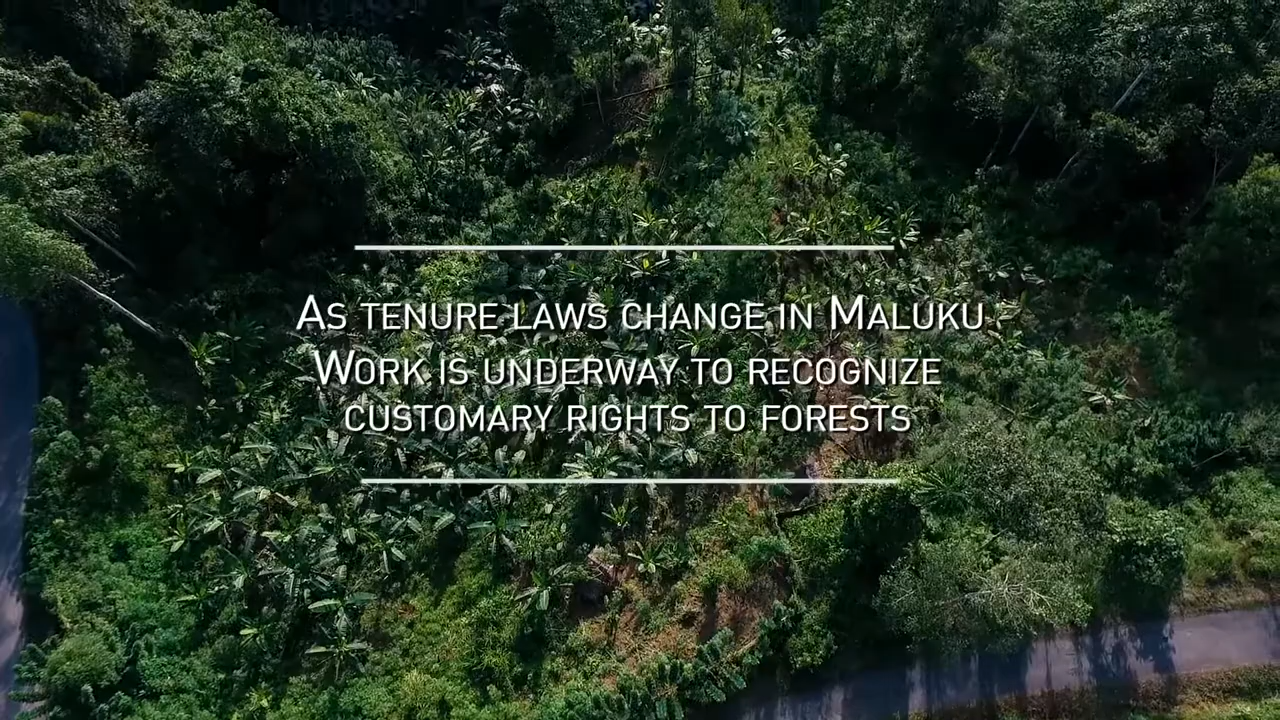 As tenure laws change in Maluku
Work is underway to recognize
customary rights to forests